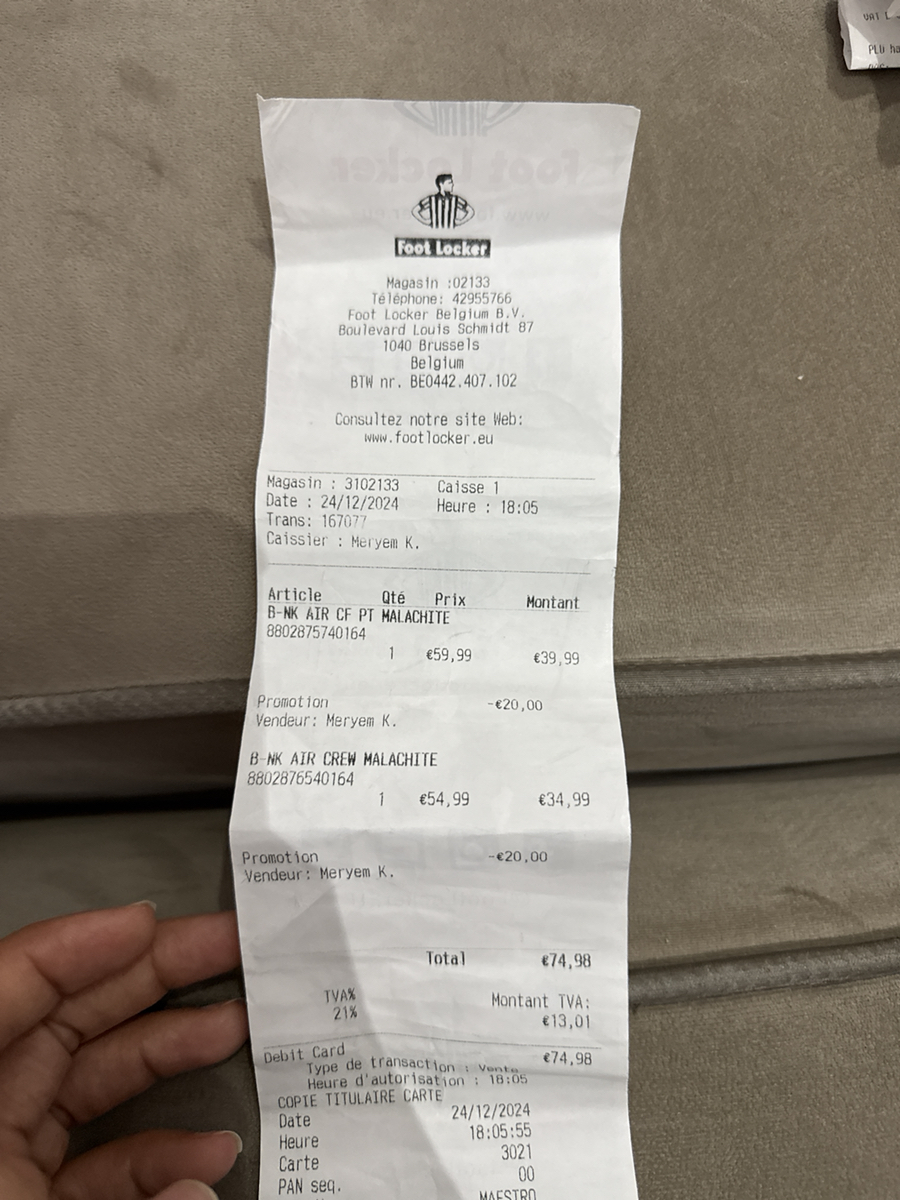 Foot Locker
Magasin :02133
Téléphone: 42955766
Foot Locker Belgium B.V.
Boulevard Louis Schmidt 87
1040 Brussels
Belgium
BTW nr. BE0442.407.102
Consultez notre site Web:
www.footlocker.eu
Magasin : 3102133 Caisse 1
Date : 24/12/2024 Heure : 18:05
Trans: 167077
Caissier : Meryem K.
Article Qté Prix Montant
B-NK AIR CF PT MALACHITE
8802875740164
1 €59,99 €39,99
Promotion -€20,00
Vendeur: Meryem K.
B-NK AIR CREW MALACHITE
8802876540164
1 €54,99 €34,99
Promotion -€20,00
Vendeur: Meryem K.
Total €74,98
TVA% Montant TVA:
21% €13,01
Debit Card €74,98
Type de transaction : Vente
Heure d'autorisation : 18:05
COPIE TITULAIRE CARTE
Date 24/12/2024
Heure 18:05:55
Carte 3021
PAN seq. 00
MAESTRO
PLU